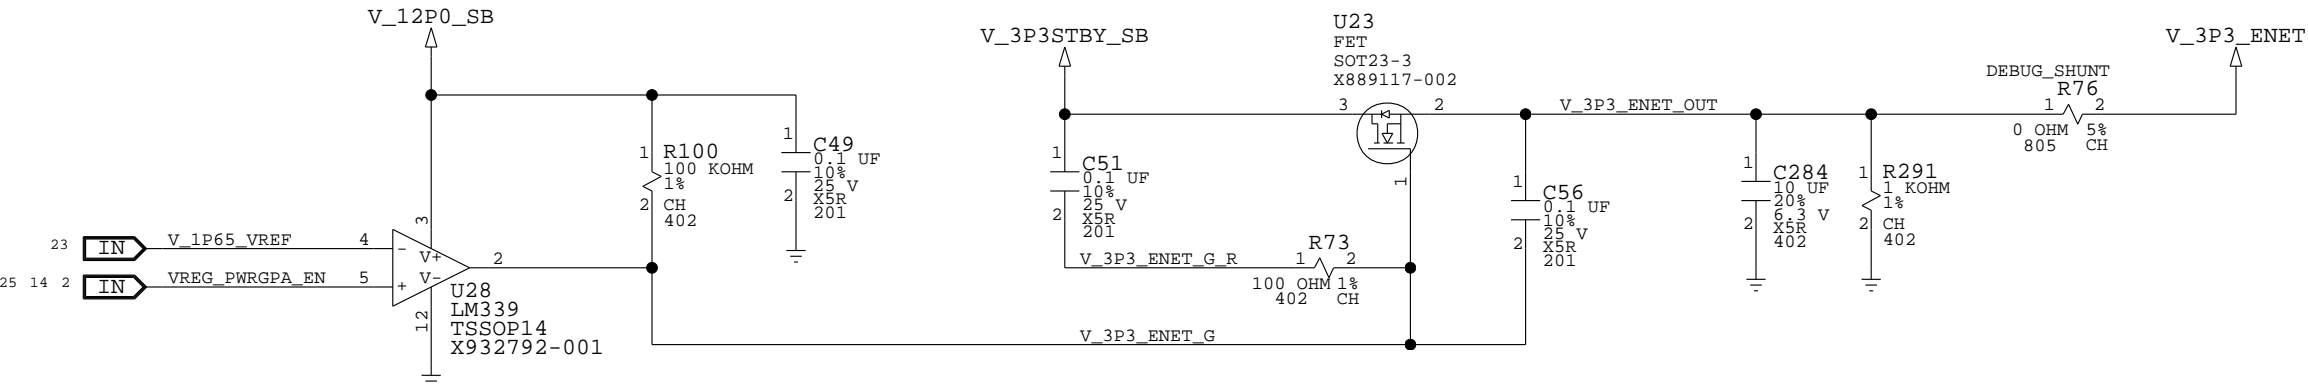 V_12P0_SB
R100
1
100 KOHM
1%
2
CH
402
1
C49
0.1 UF
10%
25 V
2
X5R
201
3
23
IN
V_1P65_VREF
4
−
V+
2
25 14 2
IN
VREG_PWRGPA_EN
5
+
V−
12
U28
LM339
TSSOP14
X932792-001
V_3P3STBY_SB
1
C51
0.1 UF
10%
25 V
2
X5R
201
U23
FET
SOT23-3
X889117-002
3
2
1
V_3P3_ENET_G_R
R73
1
2
100 OHM
1%
402
CH
V_3P3_ENET_G
1
C56
0.1 UF
10%
25 V
2
X5R
201
V_3P3_ENET_OUT
1
C284
10 UF
20%
6.3 V
2
X5R
402
1
R291
1 KOHM
1%
2
CH
402
DEBUG_SHUNT
R76
1
2
0 OHM
5%
805
CH
V_3P3_ENET